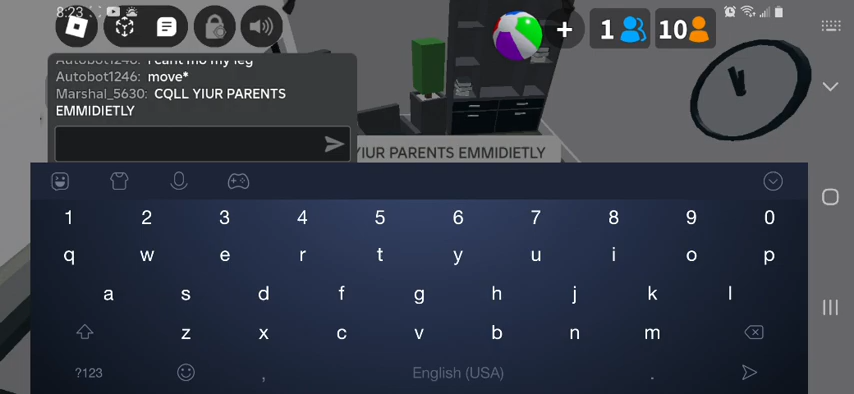 8:23
1
10
Autobot1246: i cant mo my leg
Autobot1246: move*
Marshal_5630: CQLL YIUR PARENTS
EMMIDIETLY
YIUR PARENTS EMMIDIETLY
1 2 3 4 5 6 7 8 9 0
q w e r t y u i o p
a s d f g h j k l
z x c v b n m
?123 , English (USA) .